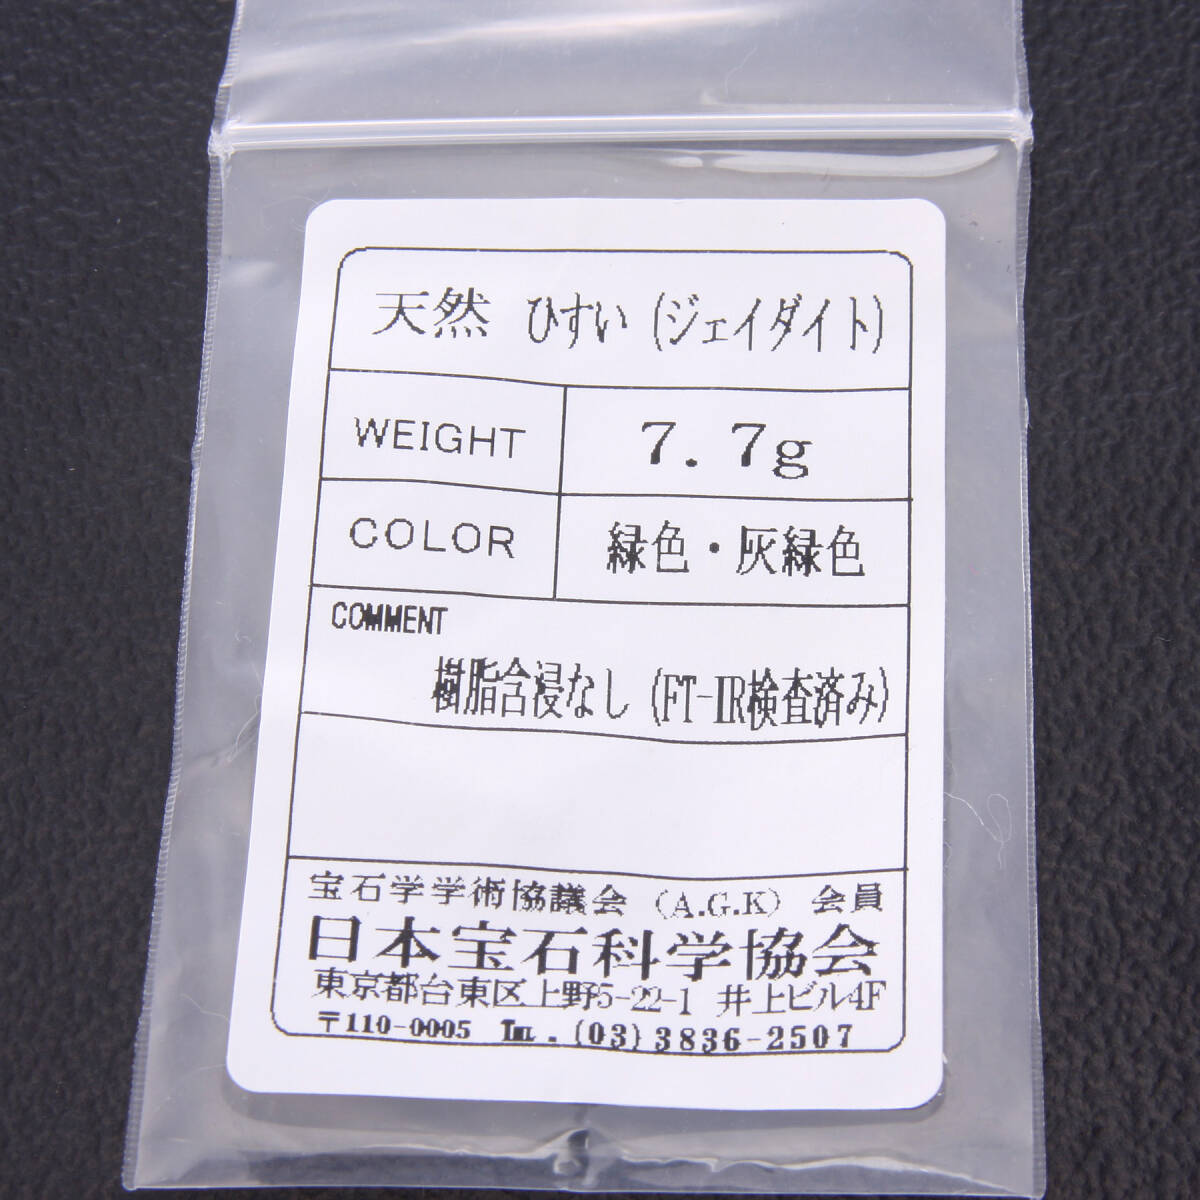 天然 ひすい (ジェイダイト)
WEIGHT 7.7g
COLOR 緑色・灰緑色
COMMENT
樹脂含浸なし (FT-IR検査済み)
宝石学学術協議会 (A.G.K) 会員
日本宝石科学協会
東京都台東区上野5-22-1 井上ビル4F
〒110-0005 TEL. (03) 3836-2507